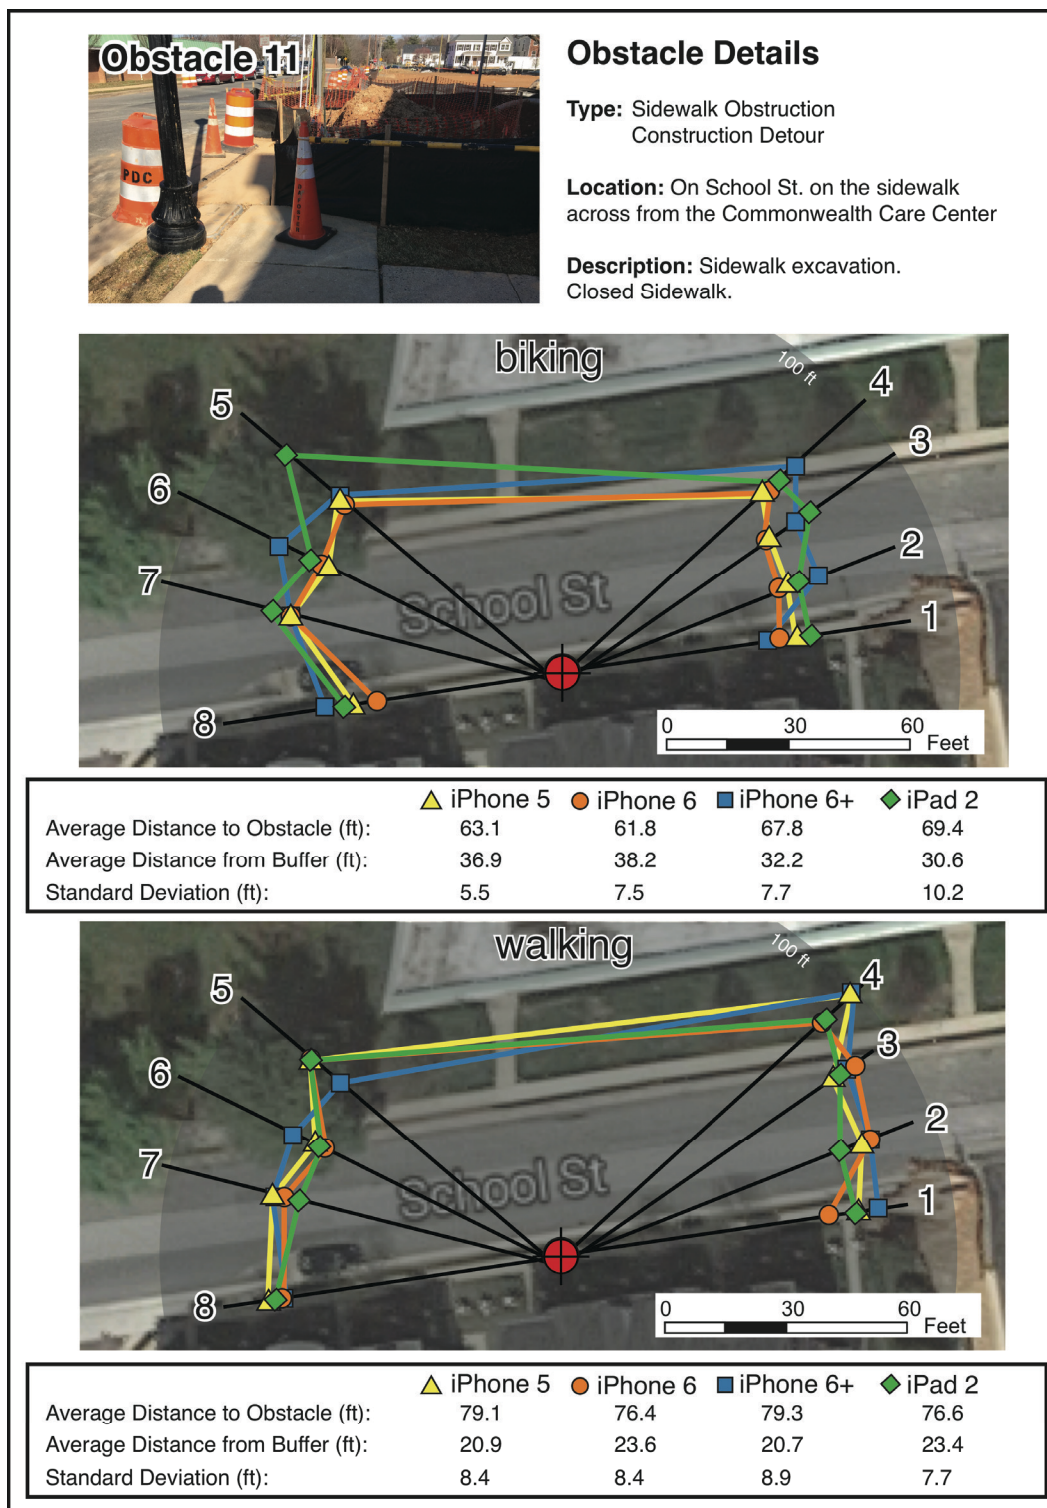 Obstacle 11
PDC
Obstacle Details
Type: Sidewalk Obstruction
Construction Detour
Location: On School St. on the sidewalk
across from the Commonwealth Care Center
Description: Sidewalk excavation.
Closed Sidewalk.
biking
100 ft
5
4
3
6
2
7
1
8
School St
0 30 60
Feet
iPhone 5 iPhone 6 iPhone 6+ iPad 2
Average Distance to Obstacle (ft): 63.1 61.8 67.8 69.4
Average Distance from Buffer (ft): 36.9 38.2 32.2 30.6
Standard Deviation (ft): 5.5 7.5 7.7 10.2
walking
100 ft
5
4
3
6
2
7
1
8
School St
0 30 60
Feet
iPhone 5 iPhone 6 iPhone 6+ iPad 2
Average Distance to Obstacle (ft): 79.1 76.4 79.3 76.6
Average Distance from Buffer (ft): 20.9 23.6 20.7 23.4
Standard Deviation (ft): 8.4 8.4 8.9 7.7